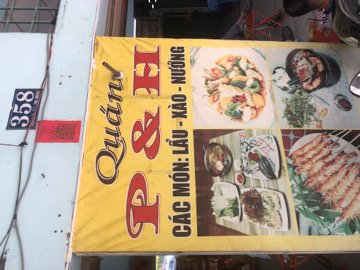 Quán
P & H
CÁC MÓN: LẨU -XÀO -NƯỚNG
358